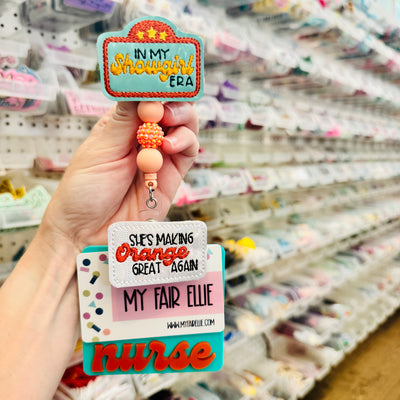 IN MY
Showgirl
ERA
SHE'S MAKING
Orange
GREAT AGAIN
MY FAIR ELLIE
WWW.MYFAIRELLIE.COM
nurse